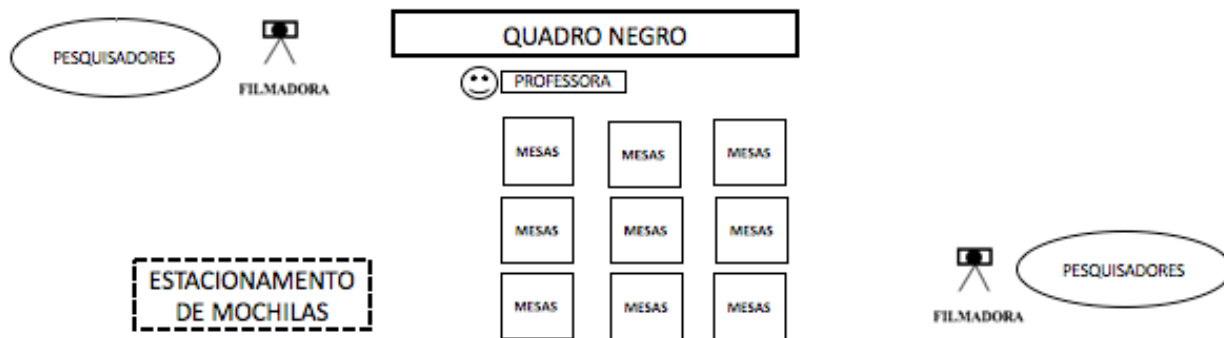 PESQUISADORES
FILMADORA
QUADRO NEGRO
PROFESSORA
MESAS MESAS MESAS
MESAS MESAS MESAS
ESTACIONAMENTO
DE MOCHILAS
MESAS MESAS MESAS
FILMADORA
PESQUISADORES